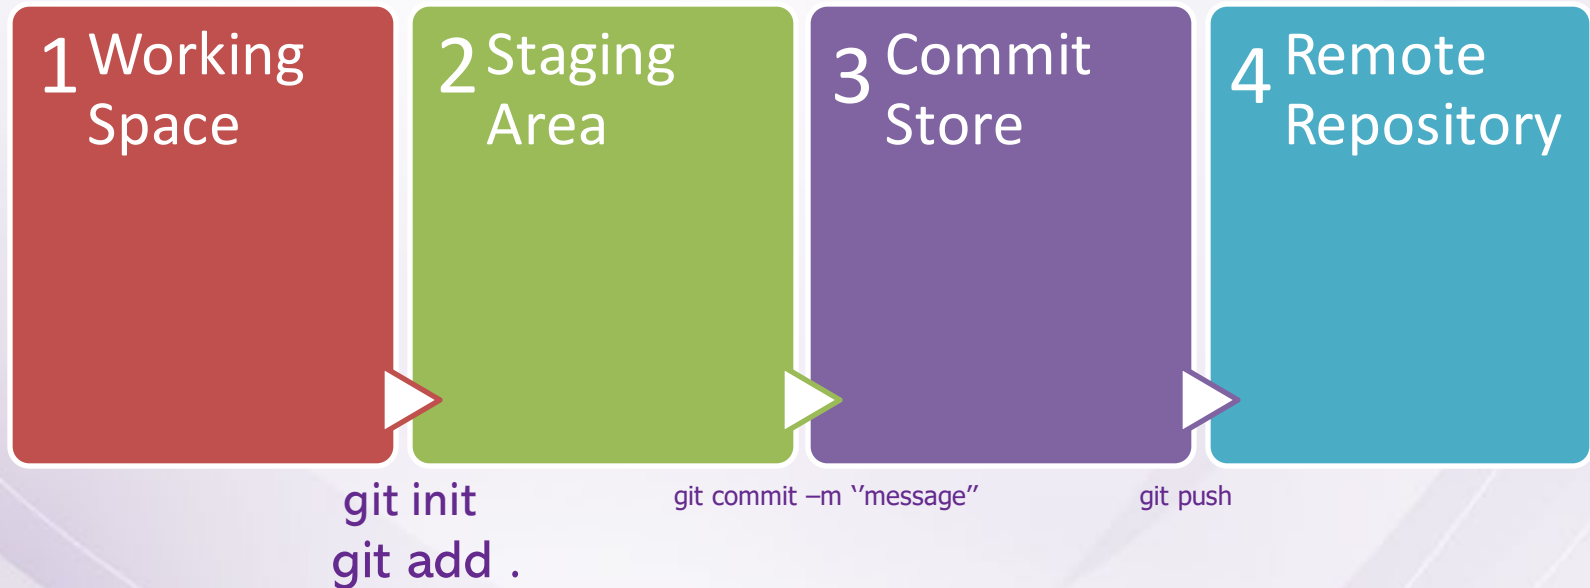 1 Working
Space
2 Staging
Area
3 Commit
Store
4 Remote
Repository
git init
git add .
git commit –m ‘’message’’
git push